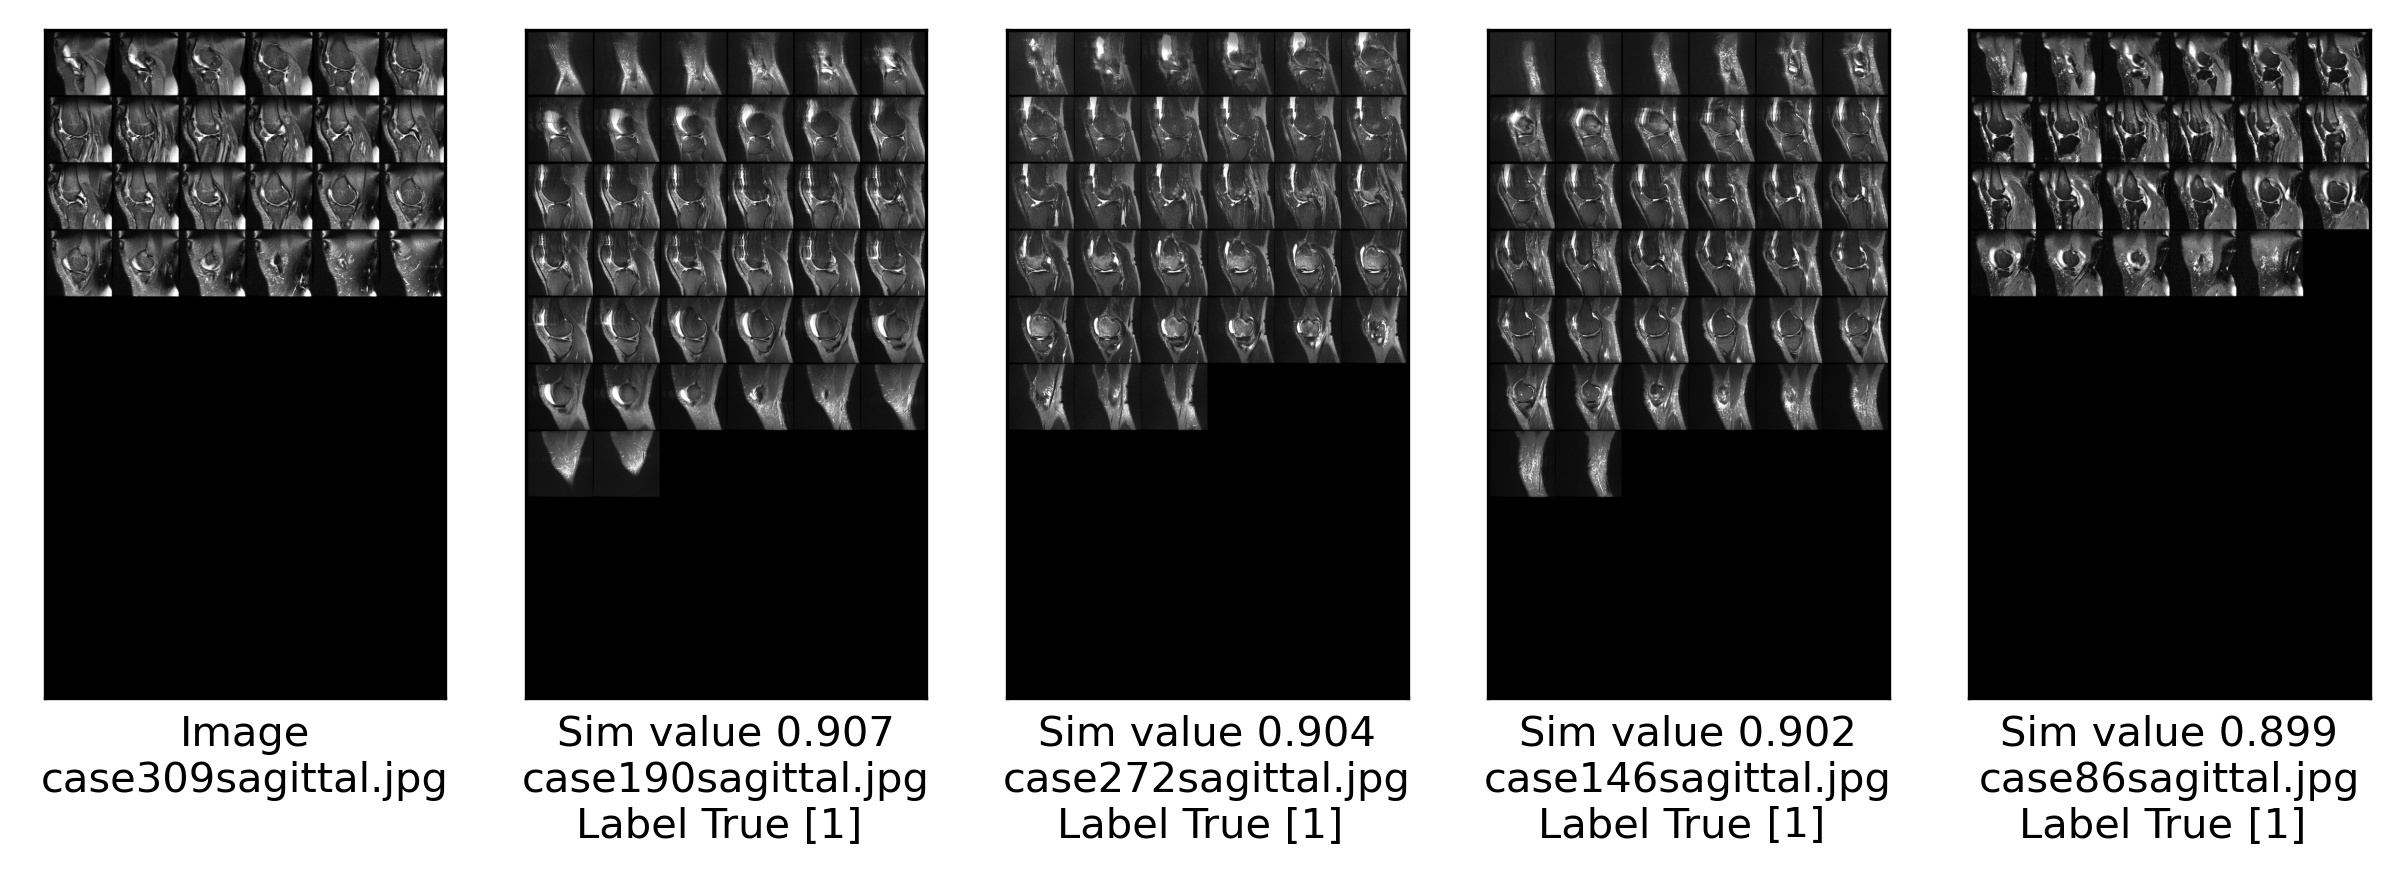 Image
case309sagittal.jpg
Sim value 0.907
case190sagittal.jpg
Label True [1]
Sim value 0.904
case272sagittal.jpg
Label True [1]
Sim value 0.902
case146sagittal.jpg
Label True [1]
Sim value 0.899
case86sagittal.jpg
Label True [1]